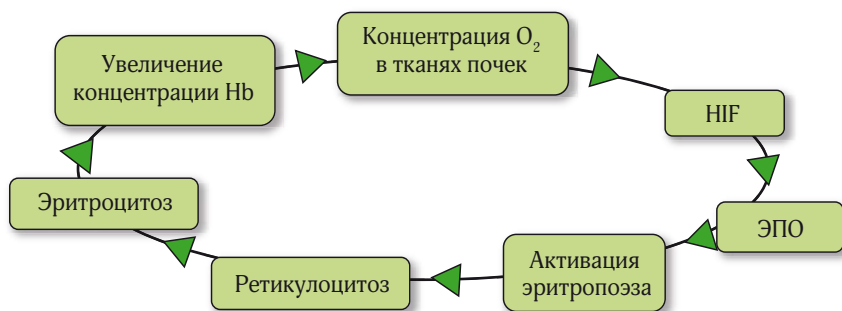 Увеличение
концентрации Hb
Концентрация O₂
в тканях почек
HIF
ЭПО
Активация
эритропоэза
Ретикулоцитоз
Эритроцитоз